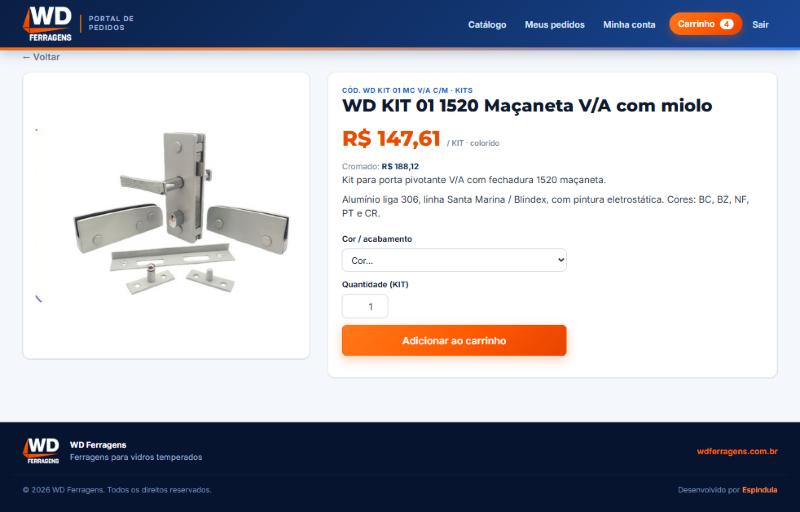 WD
FERRAGENS
PORTAL DE
PEDIDOS
Catálogo
Meus pedidos
Minha conta
Carrinho 4
Sair
← Voltar
CÓD. WD KIT 01 MC V/A C/M · KITS
WD KIT 01 1520 Maçaneta V/A com miolo
R$ 147,61 / KIT · colorido
Cromado: R$ 188,12
Kit para porta pivotante V/A com fechadura 1520 maçaneta.
Alumínio liga 306, linha Santa Marina / Blindex, com pintura eletrostática. Cores: BC, BZ, NF,
PT e CR.
Cor / acabamento
Cor...
Quantidade (KIT)
1
Adicionar ao carrinho
WD
FERRAGENS
WD Ferragens
Ferragens para vidros temperados
wdferragens.com.br
© 2026 WD Ferragens. Todos os direitos reservados.
Desenvolvido por Espindula